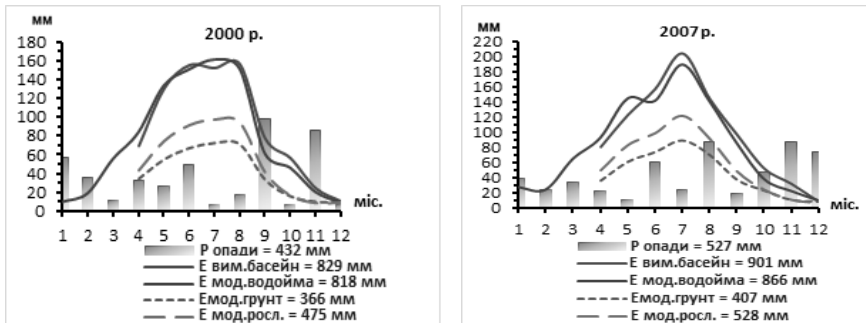 мм
2000 р.
180
160
140
120
100
80
60
40
20
0
1 2 3 4 5 6 7 8 9 10 11 12
міс.
Р опади = 432 мм
Е вим.басейн = 829 мм
Е мод.водойма = 818 мм
Емод.грунт = 366 мм
Е мод.росл. = 475 мм
мм
2007 р.
220
200
180
160
140
120
100
80
60
40
20
0
1 2 3 4 5 6 7 8 9 10 11 12
міс.
Р опади = 527 мм
Е вим.басейн = 901 мм
Е мод.водойма = 866 мм
Емод.грунт = 407 мм
Е мод.росл. = 528 мм